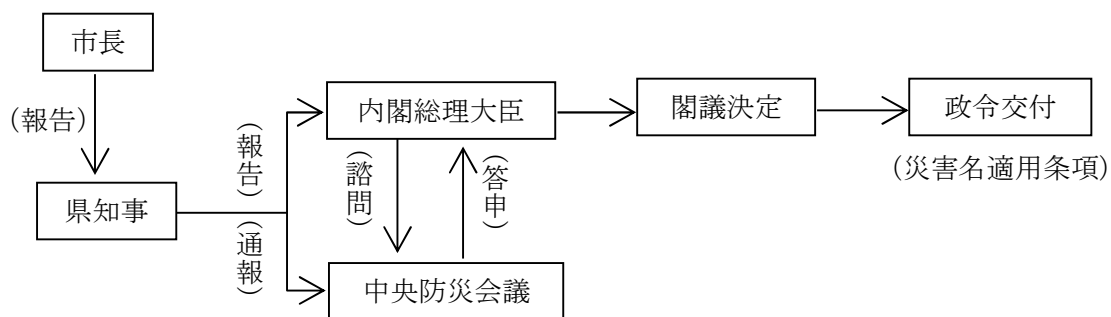 市長
（報告）
県知事
（報告）
（通報）
内閣総理大臣
（諮問）
（答申）
中央防災会議
閣議決定
政令交付
（災害名適用条項）